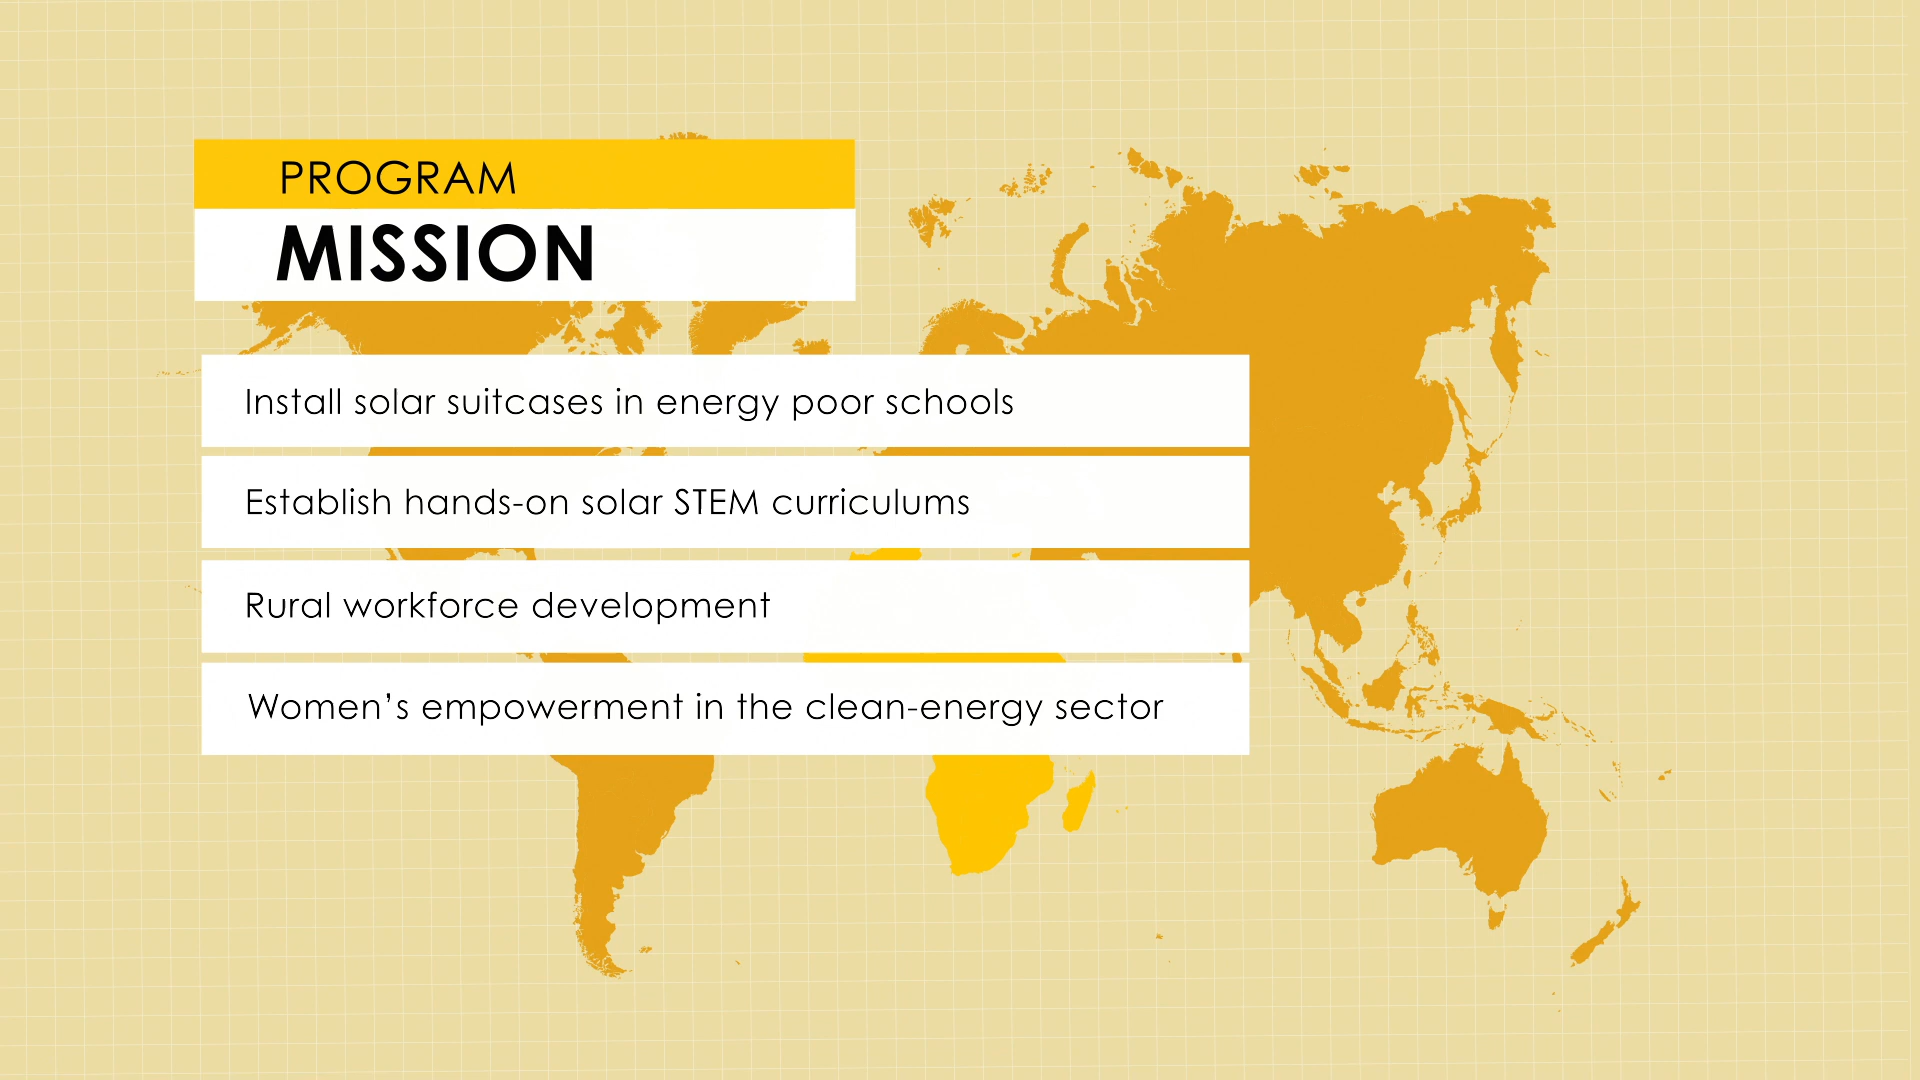 PROGRAM
MISSION
Install solar suitcases in energy poor schools
Establish hands-on solar STEM curriculums
Rural workforce development
Women’s empowerment in the clean-energy sector